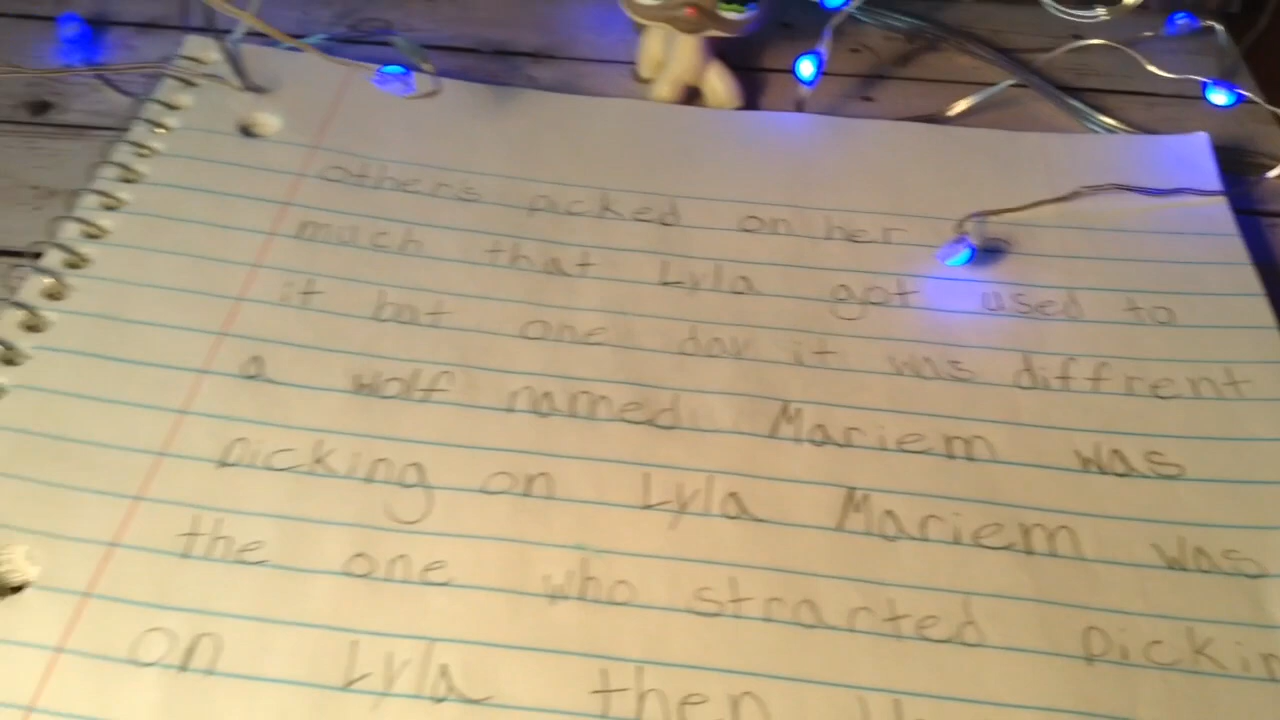 others picked on her
much that Lyla got used to
it but one day it was diffrent
a wolf named Mariem was
picking on Lyla Mariem was
the one who strarted pickin
on Lyla then